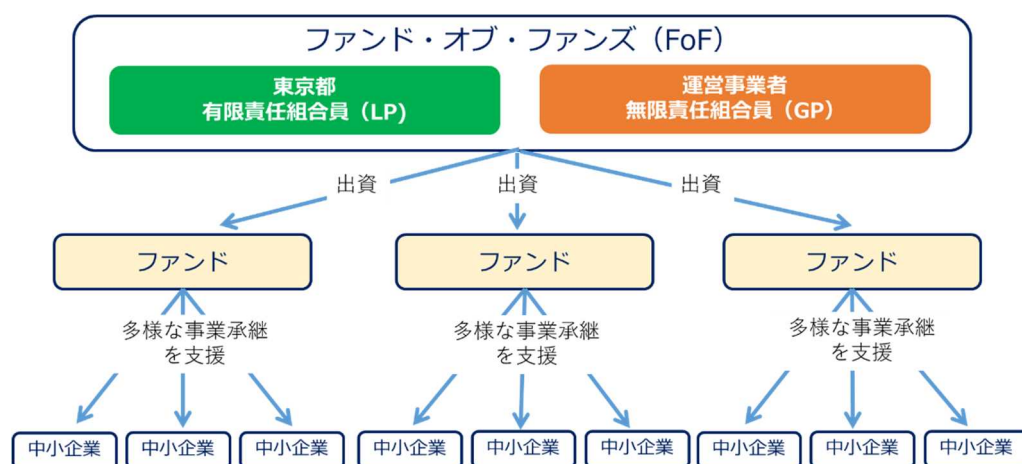 ファンド・オブ・ファンズ（FoF）
東京都
有限責任組合員（LP)
運営事業者
無限責任組合員（GP）
出資
出資
出資
ファンド
ファンド
ファンド
多様な事業承継
を支援
多様な事業承継
を支援
多様な事業承継
を支援
中小企業
中小企業
中小企業
中小企業
中小企業
中小企業
中小企業
中小企業
中小企業